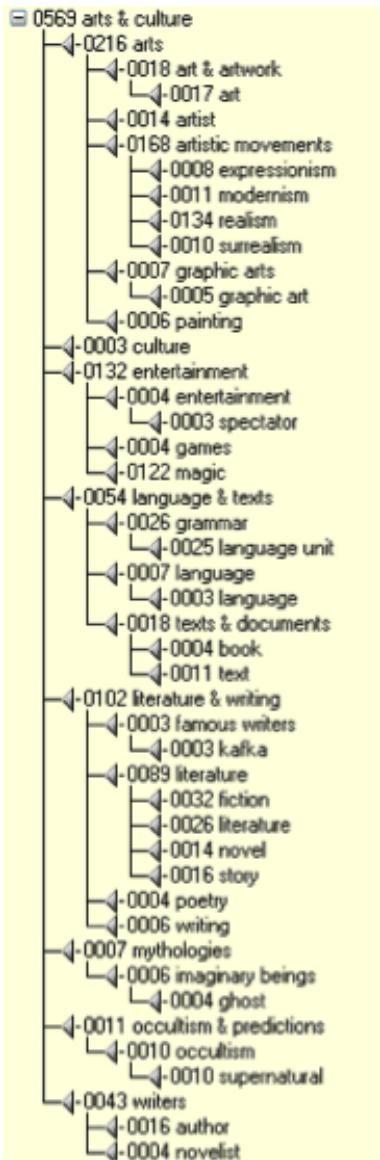 0569 arts & culture
0216 arts
0018 art & artwork
0017 art
0014 artist
0168 artistic movements
0008 expressionism
0011 modernism
0134 realism
0010 surrealism
0007 graphic arts
0005 graphic art
0006 painting
0003 culture
0132 entertainment
0004 entertainment
0003 spectator
0004 games
0122 magic
0054 language & texts
0026 grammar
0025 language unit
0007 language
0003 language
0018 texts & documents
0004 book
0011 text
0102 literature & writing
0003 famous writers
0003 kafka
0089 literature
0032 fiction
0026 literature
0014 novel
0016 story
0004 poetry
0006 writing
0007 mythologies
0006 imaginary beings
0004 ghost
0011 occultism & predictions
0010 occultism
0010 supernatural
0043 writers
0016 author
0004 novelist